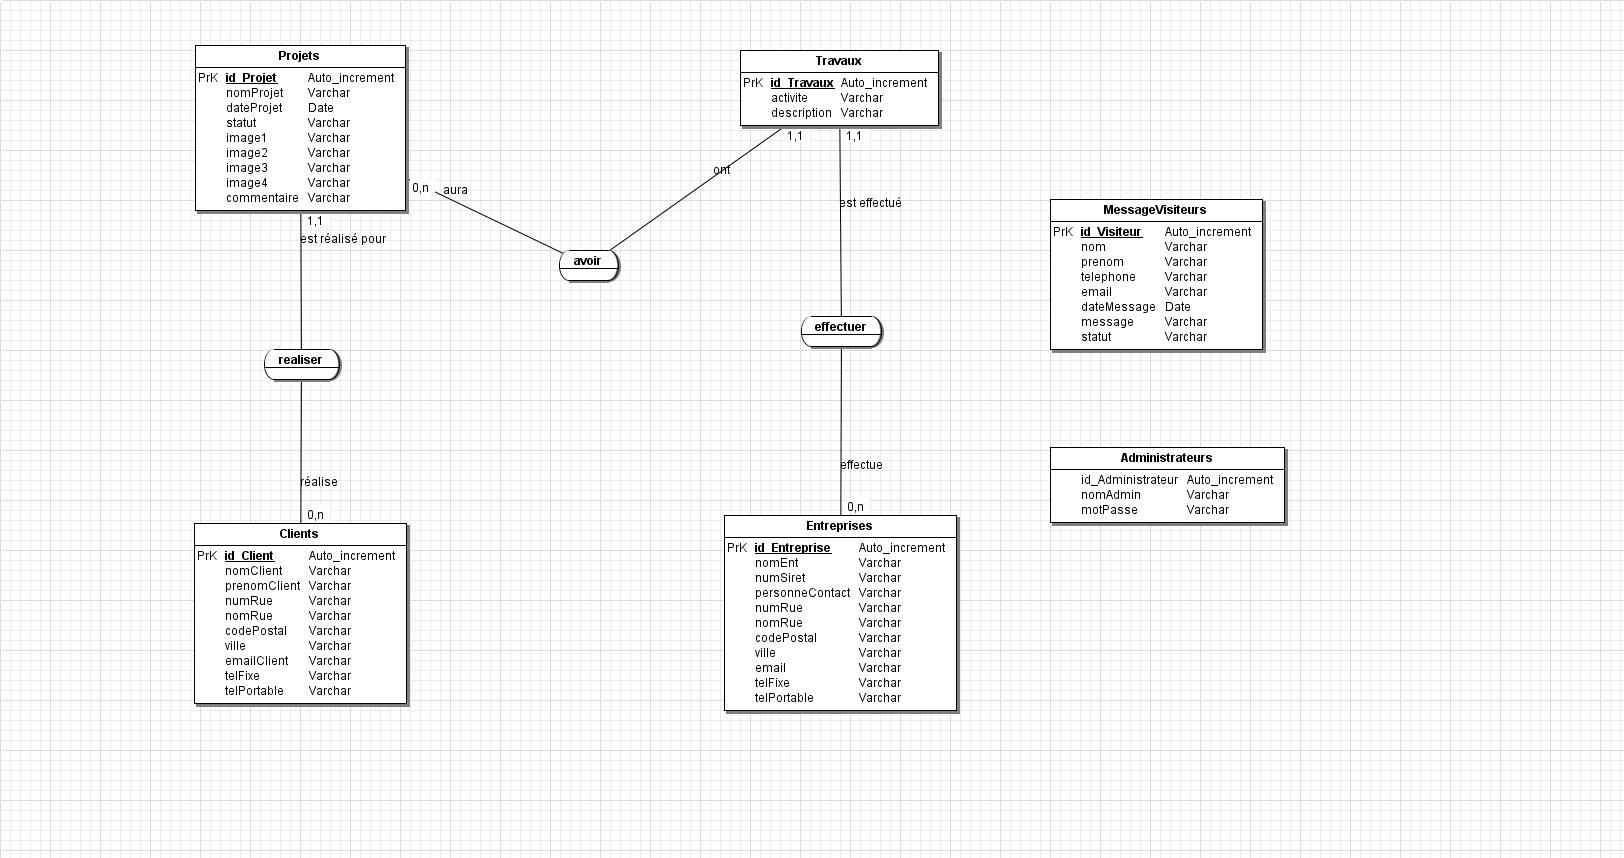 Projets
PrK id_Projet Auto_increment
nomProjet Varchar
dateProjet Date
statut Varchar
image1 Varchar
image2 Varchar
image3 Varchar
image4 Varchar
commentaire Varchar
1,1
est réalisé pour
0,n aura
avoir
ont
Travaux
PrK id_Travaux Auto_increment
activite Varchar
description Varchar
1,1 1,1
est effectué
effectuer
effectue
0,n
realiser
réalise
0,n
Clients
PrK id_Client Auto_increment
nomClient Varchar
prenomClient Varchar
numRue Varchar
nomRue Varchar
codePostal Varchar
ville Varchar
emailClient Varchar
telFixe Varchar
telPortable Varchar
Entreprises
PrK id_Entreprise Auto_increment
nomEnt Varchar
numSiret Varchar
personneContact Varchar
numRue Varchar
nomRue Varchar
codePostal Varchar
ville Varchar
email Varchar
telFixe Varchar
telPortable Varchar
MessageVisiteurs
PrK id_Visiteur Auto_increment
nom Varchar
prenom Varchar
telephone Varchar
email Varchar
dateMessage Date
message Varchar
statut Varchar
Administrateurs
id_Administrateur Auto_increment
nomAdmin Varchar
motPasse Varchar